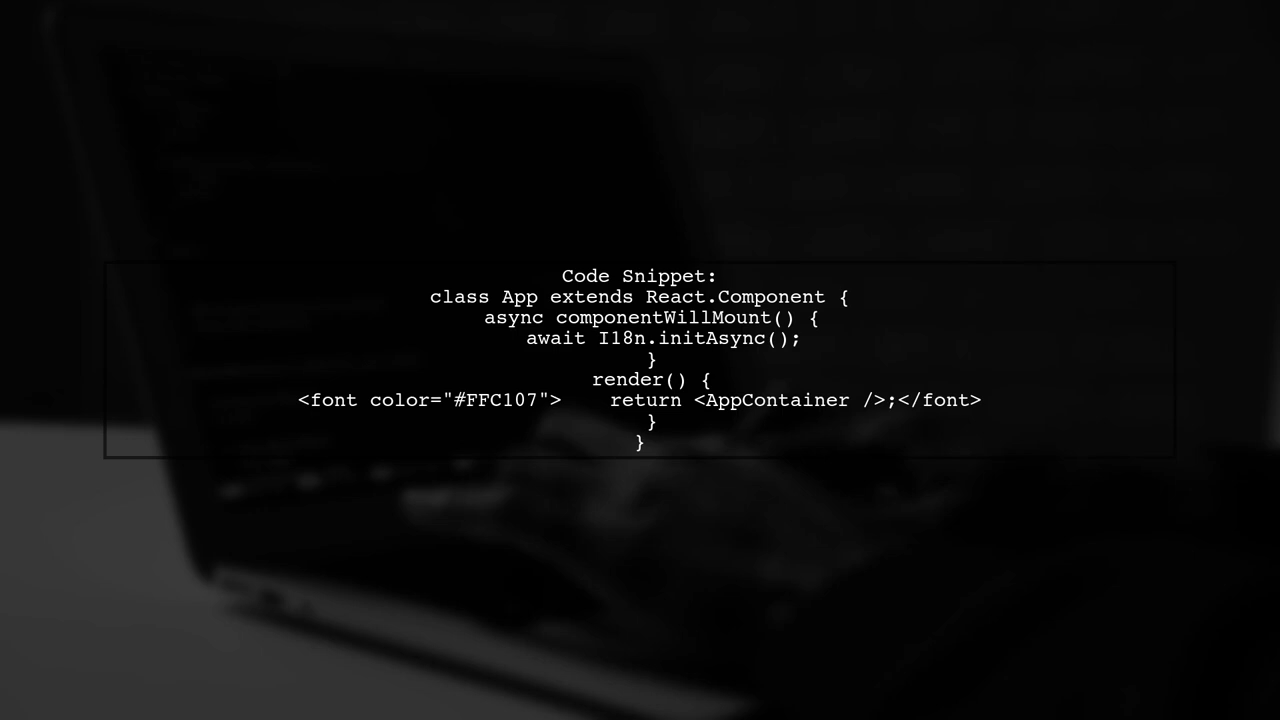 Code Snippet:
class App extends React.Component {
async componentWillMount() {
await I18n.initAsync();
}
render() {
<font color="#FFC107">    return <AppContainer />;</font>
}
}